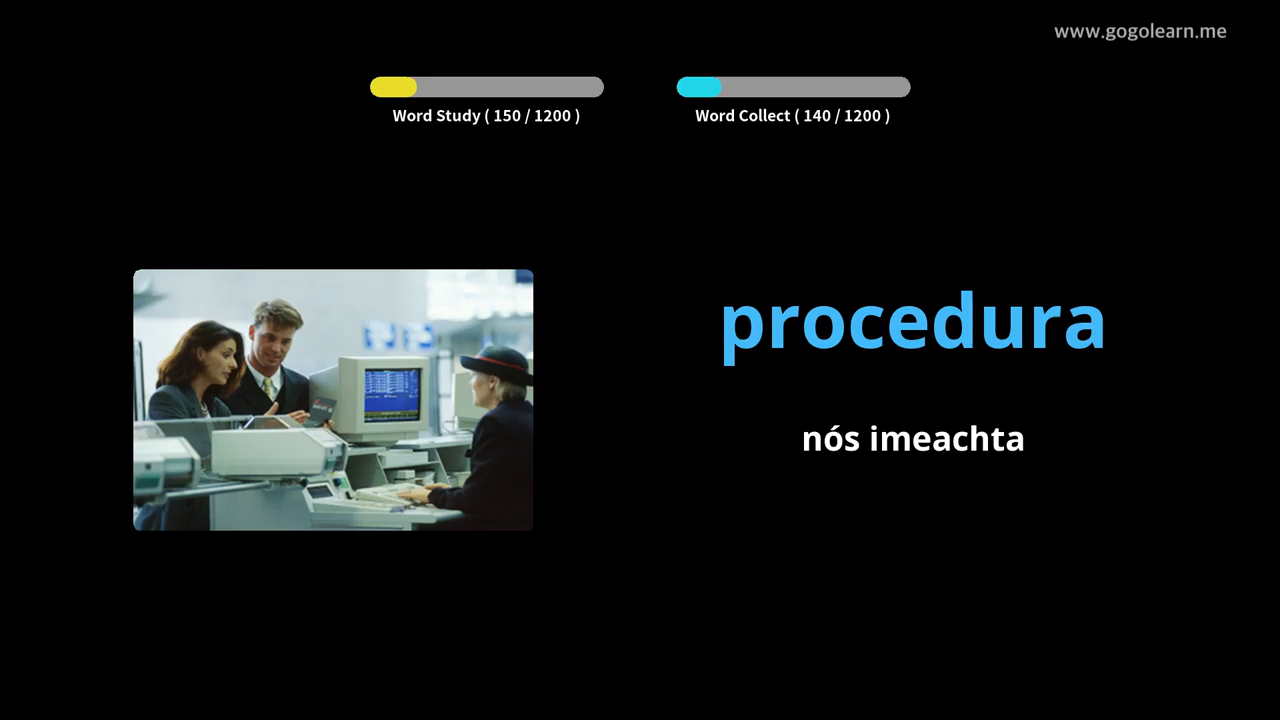 www.gogolearn.me
Word Study ( 150 / 1200 )
Word Collect ( 140 / 1200 )
procedura
nós imeachta